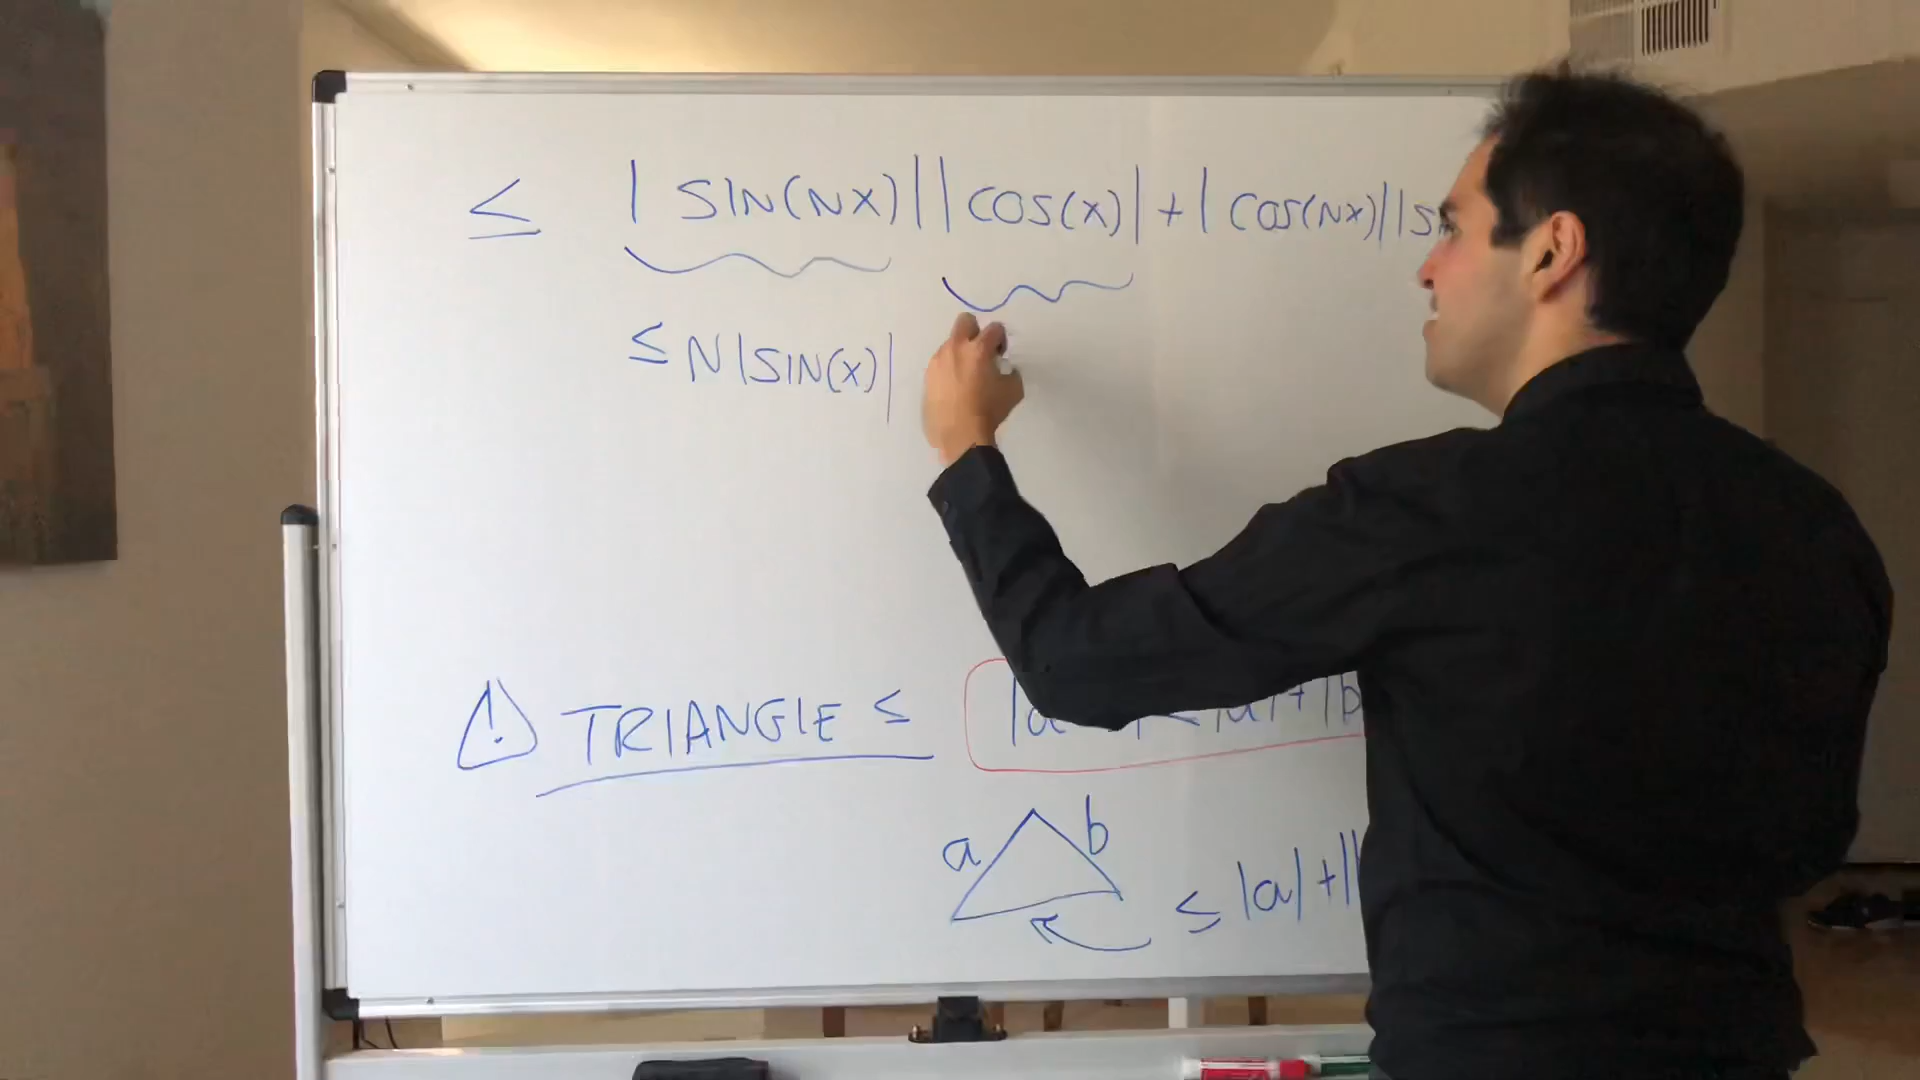 ≤ | SIN(NX)||COS(X)|+|COS(NX)||S
≤ N|SIN(X)|
! TRIANGLE ≤ |a ≤ |a|+|b
a b
≤ |a|+|